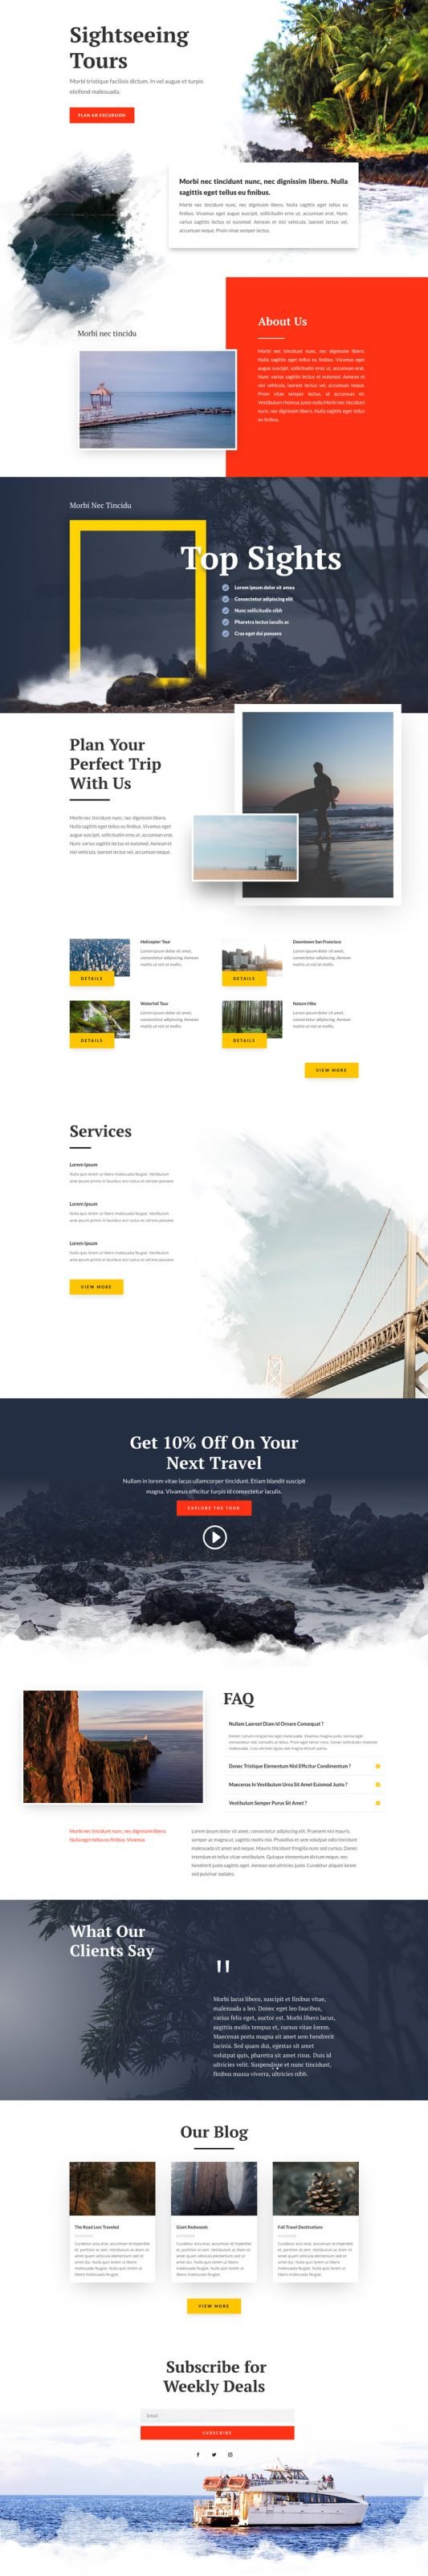 Sightseeing
Tours
Morbi tristique facilisis dictum. In vel augue et turpis
eleifend malesuada.
PLAN AN EXCURSION
Morbi nec tincidunt nunc, nec dignissim libero. Nulla
sagittis eget tellus eu finibus.
Morbi nec tincidunt nunc, nec dignissim libero. Nulla sagittis eget tellus eu
finibus. Vivamus eget augue suscipit, sollicitudin eros ut, accumsan erat. Nunc
varius sagittis lectus et euismod. Aenean et nisi vehicula, laoreet lectus vel,
accumsan neque. Proin vitae semper lectus.
About Us
Morbi nec tincidu
Morbi nec tincidunt nunc, nec dignissim libero.
Nulla sagittis eget tellus eu finibus. Vivamus eget
augue suscipit, sollicitudin eros ut, accumsan erat.
Nunc varius sagittis lectus et euismod. Aenean et
nisi vehicula, laoreet lectus vel, accumsan neque.
Proin vitae semper lectus, id accumsan mi.
Vestibulum rhoncus justo nulla Morbi nec tincidunt
nunc, nec dignissim libero. Nulla sagittis eget tellus
eu finibus.
Morbi Nec Tincidu
Top Sights
Lorem ipsum dolor sit amea
Consectetur adipiscing elit
Nunc sollicitudin nibh
Pharetra lectus iaculis ac
Cras eget dui posuere
Plan Your
Perfect Trip
With Us
Morbi nec tincidunt nunc, nec dignissim libero.
Nulla sagittis eget tellus eu finibus. Vivamus eget
augue suscipit, sollicitudin eros ut, accumsan erat.
Nunc varius sagittis lectus et euismod. Aenean et
nisi vehicula, laoreet lectus vel, accumsan neque.
Helicopter Tour
Lorem ipsum dolor sit amet,
consectetur adipiscing. Aenean
mattis ut nisl at mollis.
DETAILS
Downtown San Francisco
Lorem ipsum dolor sit amet,
consectetur adipiscing. Aenean
mattis ut nisl at mollis.
DETAILS
Waterfall Tour
Lorem ipsum dolor sit amet,
consectetur adipiscing. Aenean
mattis ut nisl at mollis.
DETAILS
Nature Hike
Lorem ipsum dolor sit amet,
consectetur adipiscing. Aenean
mattis ut nisl at mollis.
DETAILS
VIEW MORE
Services
Lorem Ipsum
Nulla quis lorem ut libero malesuada feugiat. Vestibulum
ante ipsum primis in faucibus orci luctus et ultrices posuere
Lorem Ipsum
Nulla quis lorem ut libero malesuada feugiat. Vestibulum
ante ipsum primis in faucibus orci luctus et ultrices posuere
Lorem Ipsum
Nulla quis lorem ut libero malesuada feugiat. Vestibulum
ante ipsum primis in faucibus orci luctus et ultrices posuere
VIEW MORE
Get 10% Off On Your
Next Travel
Nullam in lorem vitae lacus ullamcorper tincidunt. Etiam blandit suscipit
magna. Vivamus efficitur turpis id consectetur iaculis.
EXPLORE THE TOUR
FAQ
Nullam Laoreet Diam Id Ornare Consequat ?
Donec Tristique Elementum Nisl Efficitur Condimentum ?
Maecenas In Vestibulum Urna Sit Amet Euismod Justo ?
Vestibulum Semper Purus Sit Amet ?
Morbi nec tincidunt nunc, nec dignissim libero.
Nulla eget tellus eu finibus. Vivamus
Lorem ipsum dolor sit amet, consectetur adipiscing elit. Praesent nisl mauris,
semper ac magna ut, sagittis mollis nisi. Phasellus et sem volutpat odio tincidunt
malesuada sit amet sed neque. Mauris tincidunt fringilla nunc sed cursus. Donec
interdum et tellus vitae vestibulum. Quisque elementum dictum neque, nec
hendrerit justo sagittis eget. Aenean sed ultricies justo. Curabitur aliquet lorem
sed pulvinar sodales.
What Our
Clients Say
"
Morbi lacus libero, suscipit et finibus vitae,
malesuada a leo. Donec eget leo faucibus,
varius felis eget, auctor est. Morbi libero lacus,
sagittis mollis tempus et, cursus vitae lorem.
Maecenas porta magna sit amet sem hendrerit
lacinia. Sed quam dui, egestas sit amet
volutpat quis, pharetra sit amet risus. Duis id
ultricies velit. Suspendisse et nunc tincidunt,
finibus massa viverra, ultricies nibh.
Our Blog
The Road Less Traveled
Giant Redwoods
Fall Travel Destinations
VIEW MORE
Subscribe for
Weekly Deals
Email
SUBSCRIBE